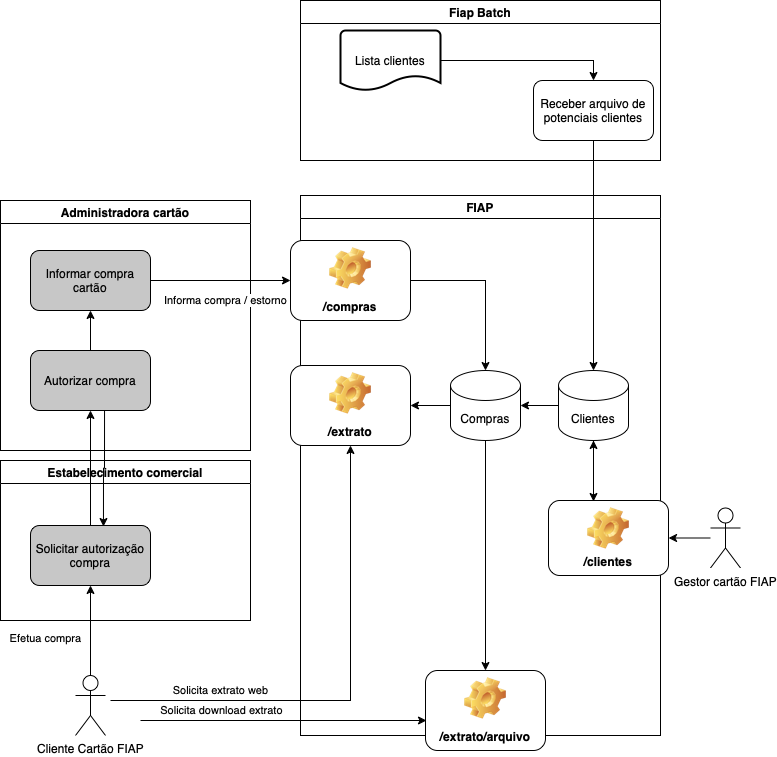 Fiap Batch
Lista clientes
Receber arquivo de
potenciais clientes
Administradora cartão
FIAP
Informar compra
cartão
Informa compra / estorno
/compras
Autorizar compra
/extrato
Compras
Clientes
Estabelecimento comercial
Solicitar autorização
compra
/clientes
Gestor cartão FIAP
Efetua compra
Solicita extrato web
Solicita download extrato
/extrato/arquivo
Cliente Cartão FIAP